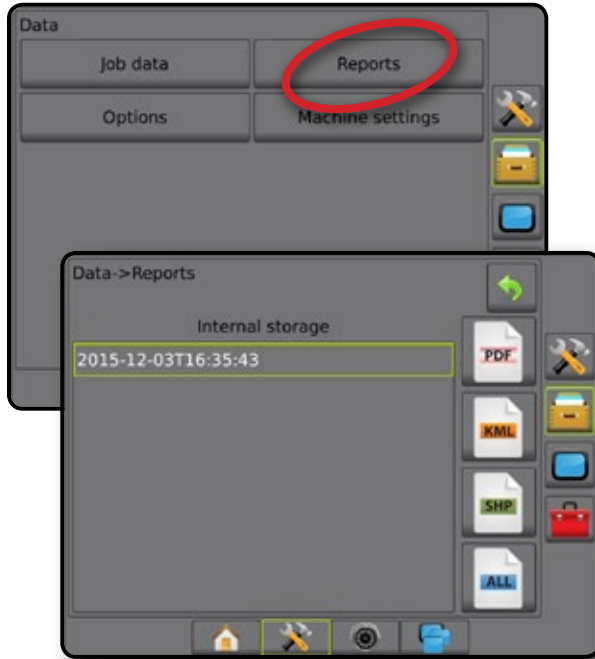 Data
Job data
Reports
Options
Machine settings
Data->Reports
Internal storage
2015-12-03T16:35:43
PDF
KML
SHP
ALL